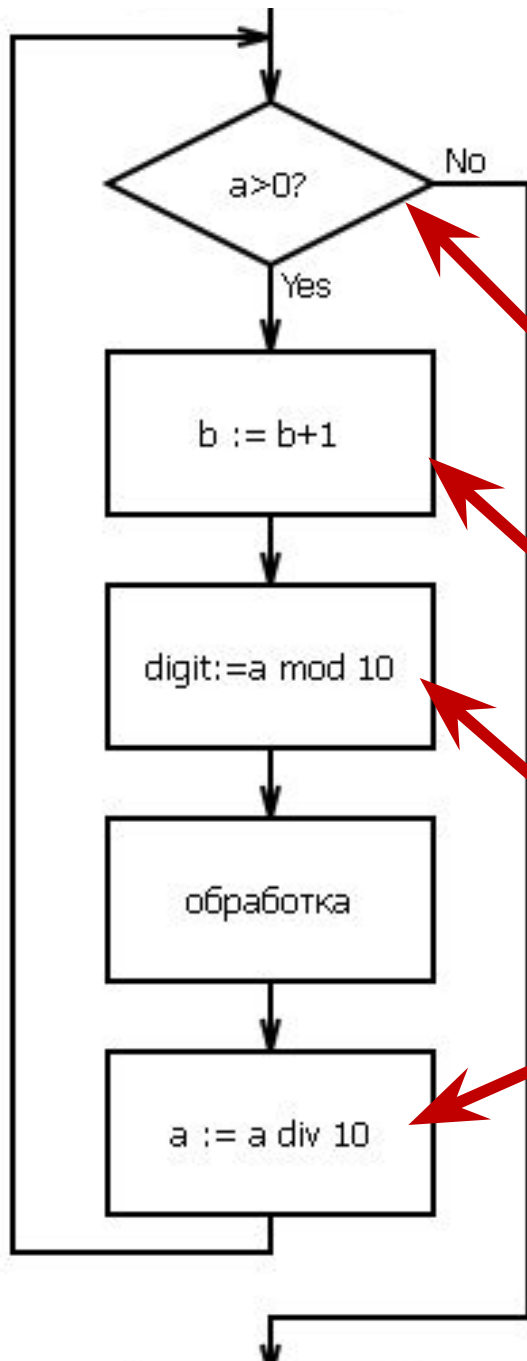 a>0?
No
Yes
b := b+1
digit:=a mod 10
обработка
a := a div 10